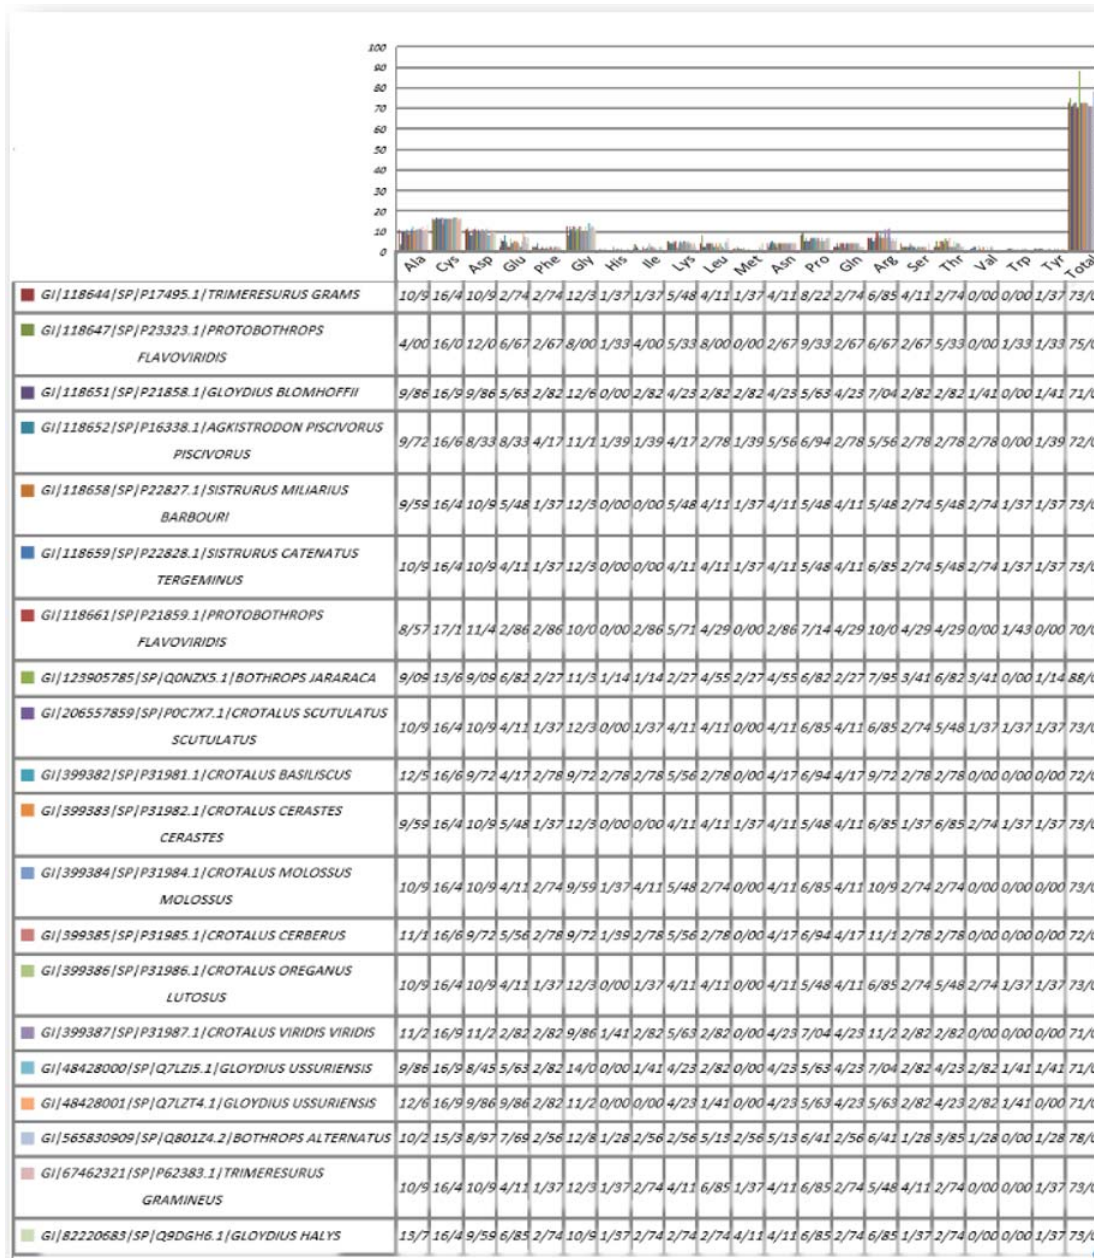 100
90
80
70
60
50
40
30
20
10
0
Ala Cys Asp Glu Phe Gly His Ile Lys Leu Met Asn Pro Gln Arg Ser Thr Val Trp Tyr Total
GI|118644|SP|P17495.1|TRIMERESURUS GRAMS 10/9 16/4 10/9 2/74 2/74 12/3 1/37 1/37 5/48 4/11 1/37 4/11 8/22 2/74 6/85 4/11 2/74 0/00 0/00 1/37 73/0
GI|118647|SP|P23323.1|PROTOBOTHROPS
FLAVOVIRIDIS 4/00 16/0 12/0 6/67 2/67 8/00 1/33 4/00 5/33 8/00 0/00 2/67 9/33 2/67 6/67 2/67 5/33 0/00 1/33 1/33 75/0
GI|118651|SP|P21858.1|GLOYDIUS BLOMHOFFII 9/86 16/9 9/86 5/63 2/82 12/6 0/00 2/82 4/23 2/82 2/82 4/23 5/63 4/23 7/04 2/82 2/82 1/41 0/00 1/41 71/0
GI|118652|SP|P16338.1|AGKISTRODON PISCIVORUS
PISCIVORUS 9/72 16/6 8/33 8/33 4/17 11/1 1/39 1/39 4/17 2/78 1/39 5/56 6/94 2/78 5/56 2/78 2/78 2/78 0/00 1/39 72/0
GI|118658|SP|P22827.1|SISTRURUS MILIARIUS
BARBOURI 9/59 16/4 10/9 5/48 1/37 12/3 0/00 0/00 5/48 4/11 1/37 4/11 5/48 4/11 5/48 2/74 5/48 2/74 1/37 1/37 73/0
GI|118659|SP|P22828.1|SISTRURUS CATENATUS
TERGEMINUS 10/9 16/4 10/9 4/11 1/37 12/3 0/00 0/00 4/11 4/11 1/37 4/11 5/48 4/11 6/85 2/74 5/48 2/74 1/37 1/37 73/0
GI|118661|SP|P21859.1|PROTOBOTHROPS
FLAVOVIRIDIS 8/57 17/1 11/4 2/86 2/86 10/0 0/00 2/86 5/71 4/29 0/00 2/86 7/14 4/29 10/0 4/29 4/29 0/00 1/43 0/00 70/0
GI|123905785|SP|Q0NZX5.1|BOTHROPS JARARACA 9/09 13/6 9/09 6/82 2/27 11/3 1/14 1/14 2/27 4/55 2/27 4/55 6/82 2/27 7/95 3/41 6/82 3/41 0/00 1/14 88/0
GI|206557859|SP|P0C7X7.1|CROTALUS SCUTULATUS
SCUTULATUS 10/9 16/4 10/9 4/11 1/37 12/3 0/00 1/37 4/11 4/11 0/00 4/11 6/85 4/11 6/85 2/74 5/48 1/37 1/37 1/37 73/0
GI|399382|SP|P31981.1|CROTALUS BASILISCUS 12/5 16/6 9/72 4/17 2/78 9/72 2/78 2/78 5/56 2/78 0/00 4/17 6/94 4/17 9/72 2/78 2/78 0/00 0/00 0/00 72/0
GI|399383|SP|P31982.1|CROTALUS CERASTES
CERASTES 9/59 16/4 10/9 5/48 1/37 12/3 0/00 0/00 4/11 4/11 1/37 4/11 5/48 4/11 6/85 1/37 6/85 2/74 1/37 1/37 73/0
GI|399384|SP|P31984.1|CROTALUS MOLOSSUS
MOLOSSUS 10/9 16/4 10/9 4/11 2/74 9/59 1/37 4/11 5/48 2/74 0/00 4/11 6/85 4/11 10/9 2/74 2/74 0/00 0/00 0/00 73/0
GI|399385|SP|P31985.1|CROTALUS CERBERUS 11/1 16/6 9/72 5/56 2/78 9/72 1/39 2/78 5/56 2/78 0/00 4/17 6/94 4/17 11/1 2/78 2/78 0/00 0/00 0/00 72/0
GI|399386|SP|P31986.1|CROTALUS OREGANUS
LUTOSUS 10/9 16/4 10/9 4/11 1/37 12/3 0/00 1/37 4/11 4/11 0/00 4/11 5/48 4/11 6/85 2/74 5/48 2/74 1/37 1/37 73/0
GI|399387|SP|P31987.1|CROTALUS VIRIDIS VIRIDIS 11/2 16/9 11/2 2/82 2/82 9/86 1/41 2/82 5/63 2/82 0/00 4/23 7/04 4/23 11/2 2/82 2/82 0/00 0/00 0/00 71/0
GI|48428000|SP|Q7LZI5.1|GLOYDIUS USSURIENSIS 9/86 16/9 8/45 5/63 2/82 14/0 0/00 1/41 4/23 2/82 0/00 4/23 5/63 4/23 7/04 2/82 4/23 2/82 1/41 1/41 71/0
GI|48428001|SP|Q7LZT4.1|GLOYDIUS USSURIENSIS 12/6 16/9 9/86 9/86 2/82 11/2 0/00 0/00 4/23 1/41 0/00 4/23 5/63 4/23 5/63 2/82 4/23 2/82 1/41 0/00 71/0
GI|565830909|SP|Q801Z4.2|BOTHROPS ALTERNATUS 10/2 15/3 8/97 7/69 2/56 12/8 1/28 2/56 2/56 5/13 2/56 5/13 6/41 2/56 6/41 1/28 3/85 1/28 0/00 1/28 78/0
GI|67462321|SP|P62383.1|TRIMERESURUS
GRAMINEUS 10/9 16/4 10/9 4/11 1/37 12/3 1/37 2/74 4/11 6/85 1/37 4/11 6/85 2/74 5/48 4/11 2/74 0/00 0/00 1/37 73/0
GI|82220683|SP|Q9DGH6.1|GLOYDIUS HALYS 13/7 16/4 9/59 6/85 2/74 10/9 1/37 2/74 2/74 2/74 4/11 4/11 6/85 2/74 6/85 1/37 2/74 0/00 0/00 1/37 73/0